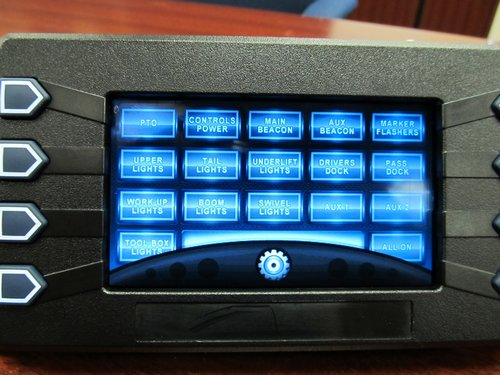 PTO
CONTROLS
POWER
MAIN
BEACON
AUX
BEACON
MARKER
FLASHERS
UPPER
LIGHTS
TAIL
LIGHTS
UNDERLIFT
LIGHTS
DRIVERS
DOCK
PASS
DOCK
WORK UP
LIGHTS
BOOM
LIGHTS
SWIVEL
LIGHTS
AUX 1
AUX 2
TOOL BOX
LIGHTS
ALL ON